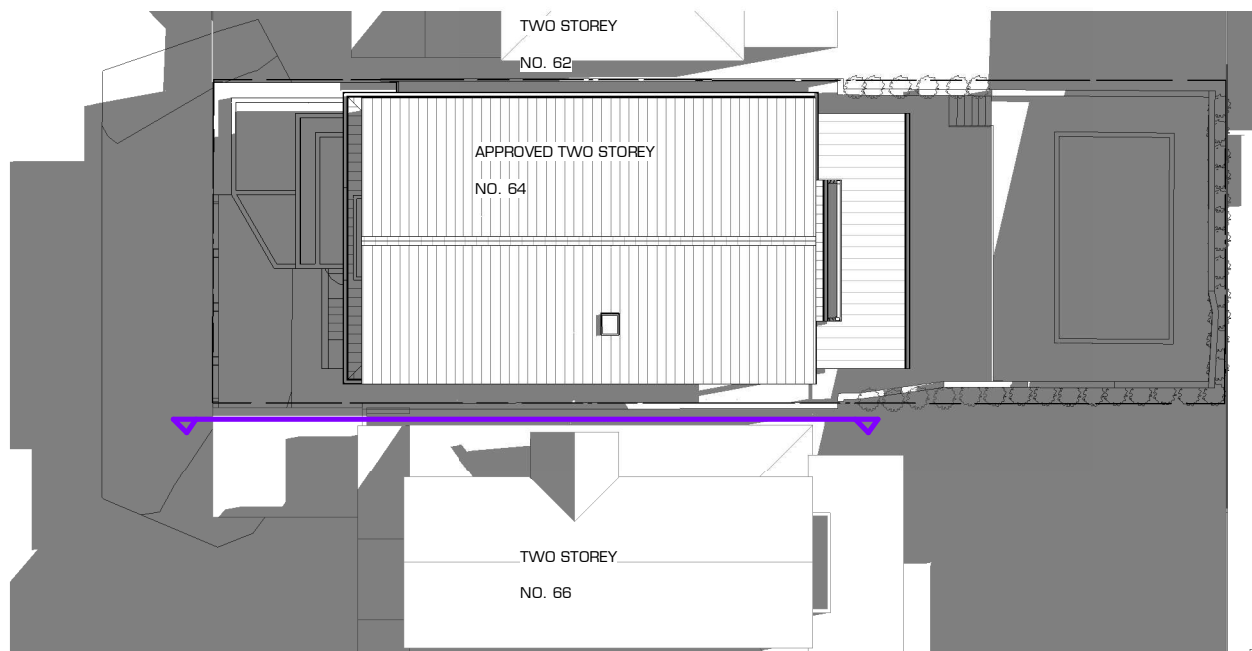 TWO STOREY
NO. 62
APPROVED TWO STOREY
NO. 64
TWO STOREY
NO. 66